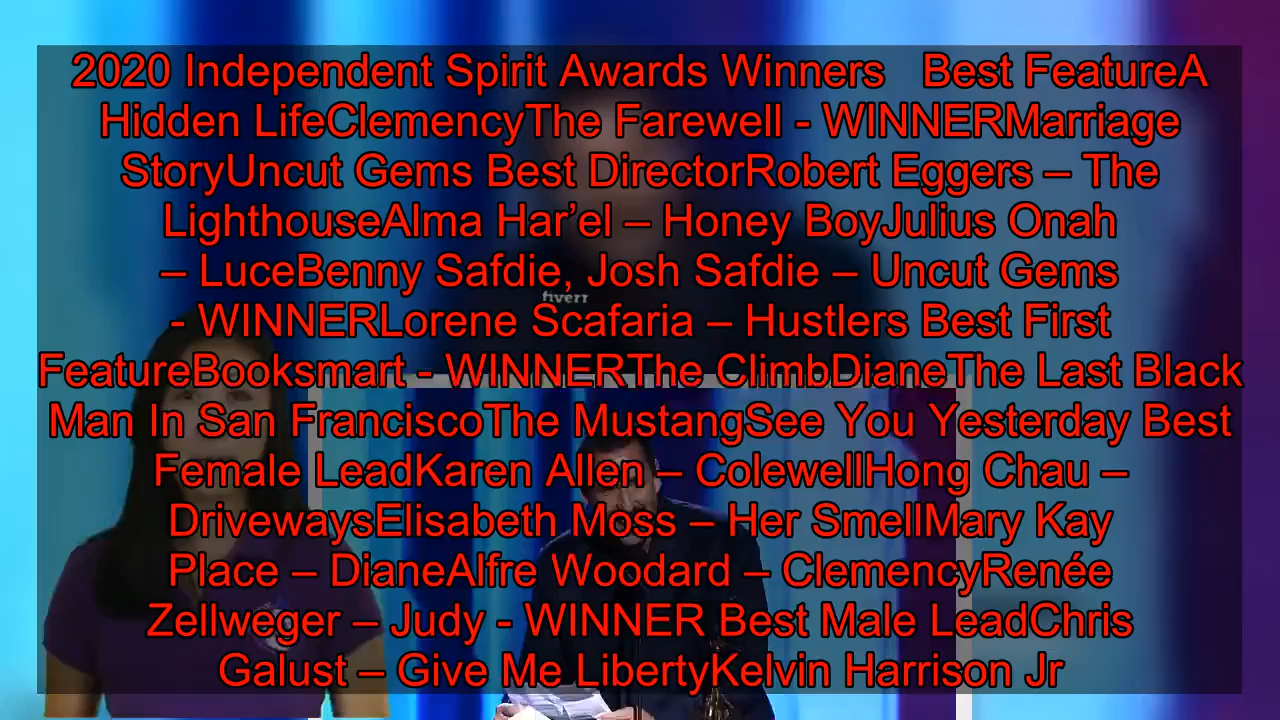 2020 Independent Spirit Awards Winners   Best FeatureA
Hidden LifeClemencyThe Farewell - WINNERMarriage
StoryUncut Gems Best DirectorRobert Eggers – The
LighthouseAlma Har’el – Honey BoyJulius Onah
– LuceBenny Safdie, Josh Safdie – Uncut Gems
fiverr
- WINNERLorene Scafaria – Hustlers Best First
FeatureBooksmart - WINNERThe ClimbDianeThe Last Black
Man In San FranciscoThe MustangSee You Yesterday Best
Female LeadKaren Allen – ColewellHong Chau –
DrivewaysElisabeth Moss – Her SmellMary Kay
Place – DianeAlfre Woodard – ClemencyRenée
Zellweger – Judy - WINNER Best Male LeadChris
Galust – Give Me LibertyKelvin Harrison Jr